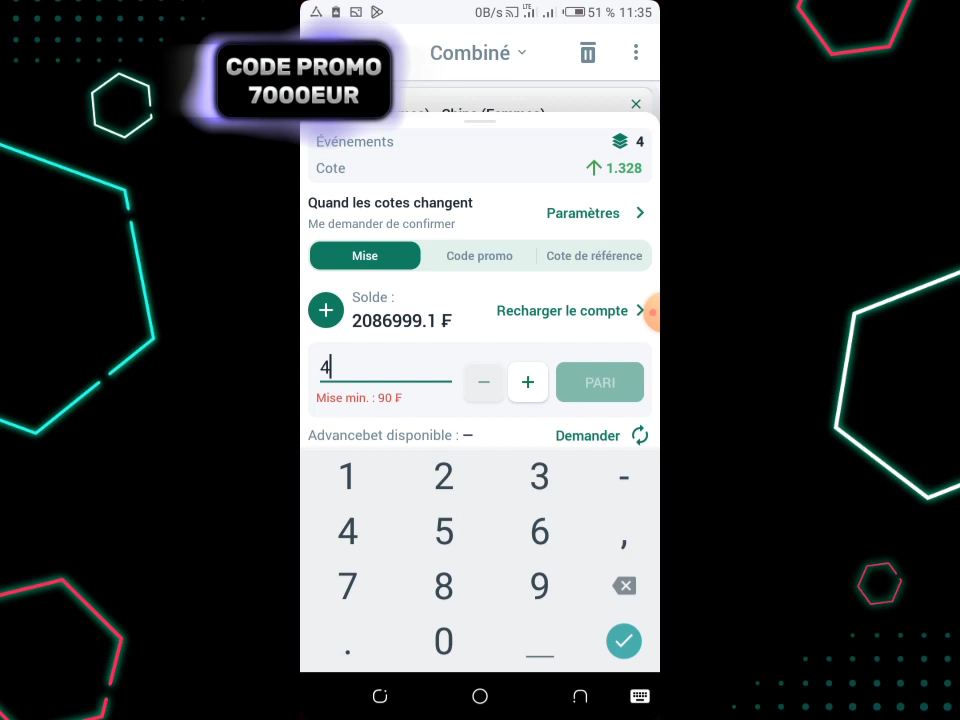 0B/s LTE 51 % 11:35
CODE PROMO
7000EUR
Combiné
Événements 4
Cote 1.328
Quand les cotes changent
Me demander de confirmer
Paramètres
Mise Code promo Cote de référence
Solde :
2086999.1 ₣
Recharger le compte
4
Mise min. : 90 ₣
− + PARI
Advancebet disponible : –
Demander
1 2 3 -
4 5 6 ,
7 8 9
. 0 _